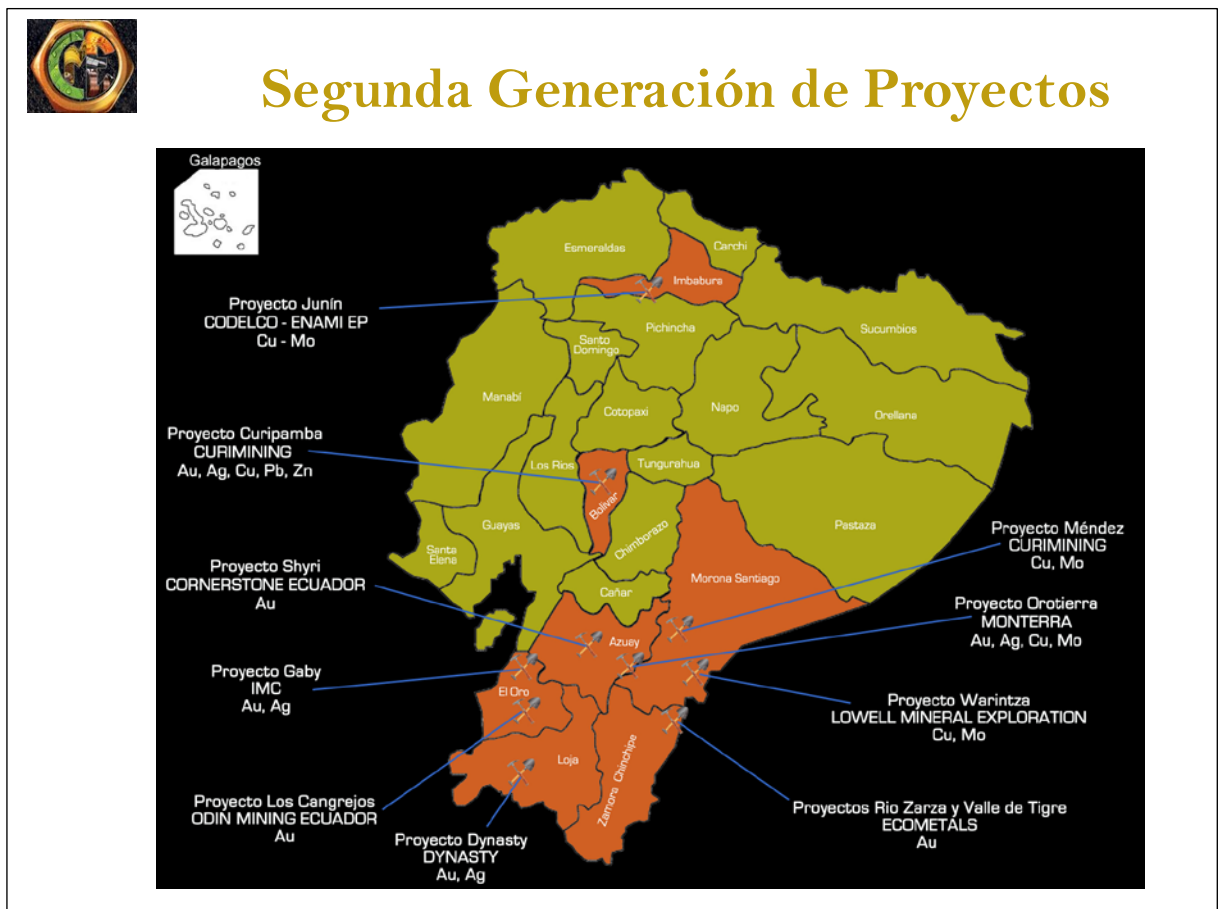 Segunda Generación de Proyectos
Galapagos
Esmeraldas
Carchi
Imbabura
Proyecto Junín
CODELCO - ENAMI EP
Cu - Mo
Pichincha
Sucumbios
Santo
Domingo
Manabí
Cotopaxi
Napo
Orellana
Proyecto Curipamba
CURIMINING
Au, Ag, Cu, Pb, Zn
Los Rios
Tungurahua
Bolivar
Guayas
Chimborazo
Pastaza
Santa
Elena
Proyecto Méndez
CURIMINING
Cu, Mo
Proyecto Shyri
CORNERSTONE ECUADOR
Au
Morona Santiago
Cañar
Proyecto Orotierra
MONTERRA
Au, Ag, Cu, Mo
Azuey
Proyecto Gaby
IMC
Au, Ag
El Oro
Proyecto Warintza
LOWELL MINERAL EXPLORATION
Cu, Mo
Loja
Zamora Chinchipe
Proyecto Los Cangrejos
ODIN MINING ECUADOR
Au
Proyecto Dynasty
DYNASTY
Au, Ag
Proyectos Rio Zarza y Valle de Tigre
ECOMETALS
Au